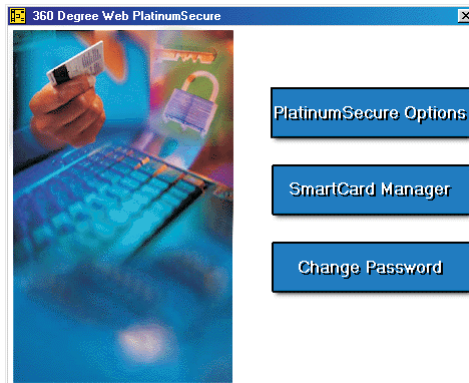 360 Degree Web PlatinumSecure
PlatinumSecure Options
SmartCard Manager
Change Password